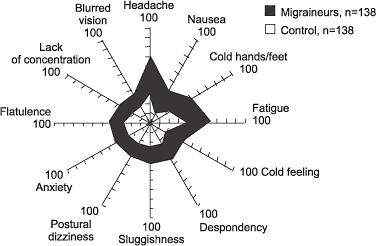 Headache
100
Blurred
vision
100
Nausea
100
Migraineurs, n=138
Control, n=138
Lack
of concentration
100
Cold hands/feet
100
Flatulence
100
Fatigue
100
Anxiety
100
100 Cold feeling
Postural
dizziness
100
Sluggishness
100
Despondency
100